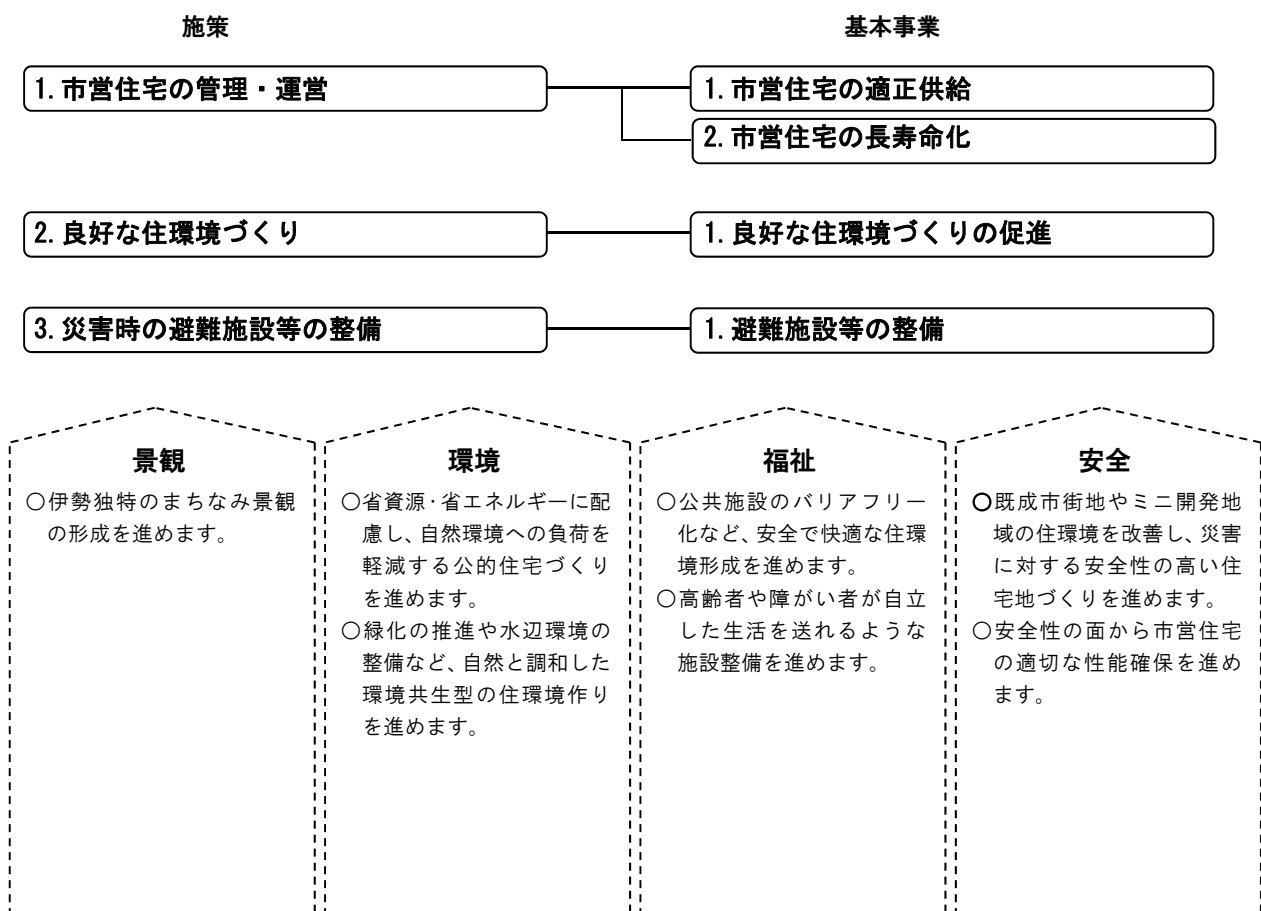 施策
基本事業
1. 市営住宅の管理・運営
1. 市営住宅の適正供給
2. 市営住宅の長寿命化
2. 良好な住環境づくり
1. 良好な住環境づくりの促進
3. 災害時の避難施設等の整備
1. 避難施設等の整備
景観
○伊勢独特のまちなみ景観
の形成を進めます。
環境
○省資源・省エネルギーに配
慮し、自然環境への負荷を
軽減する公的住宅づくり
を進めます。
○緑化の推進や水辺環境の
整備など、自然と調和した
環境共生型の住環境作り
を進めます。
福祉
○公共施設のバリアフリー
化など、安全で快適な住環
境形成を進めます。
○高齢者や障がい者が自立
した生活を送れるような
施設整備を進めます。
安全
○既成市街地やミニ開発地
域の住環境を改善し、災害
に対する安全性の高い住
宅地づくりを進めます。
○安全性の面から市営住宅
の適切な性能確保を進め
ます。